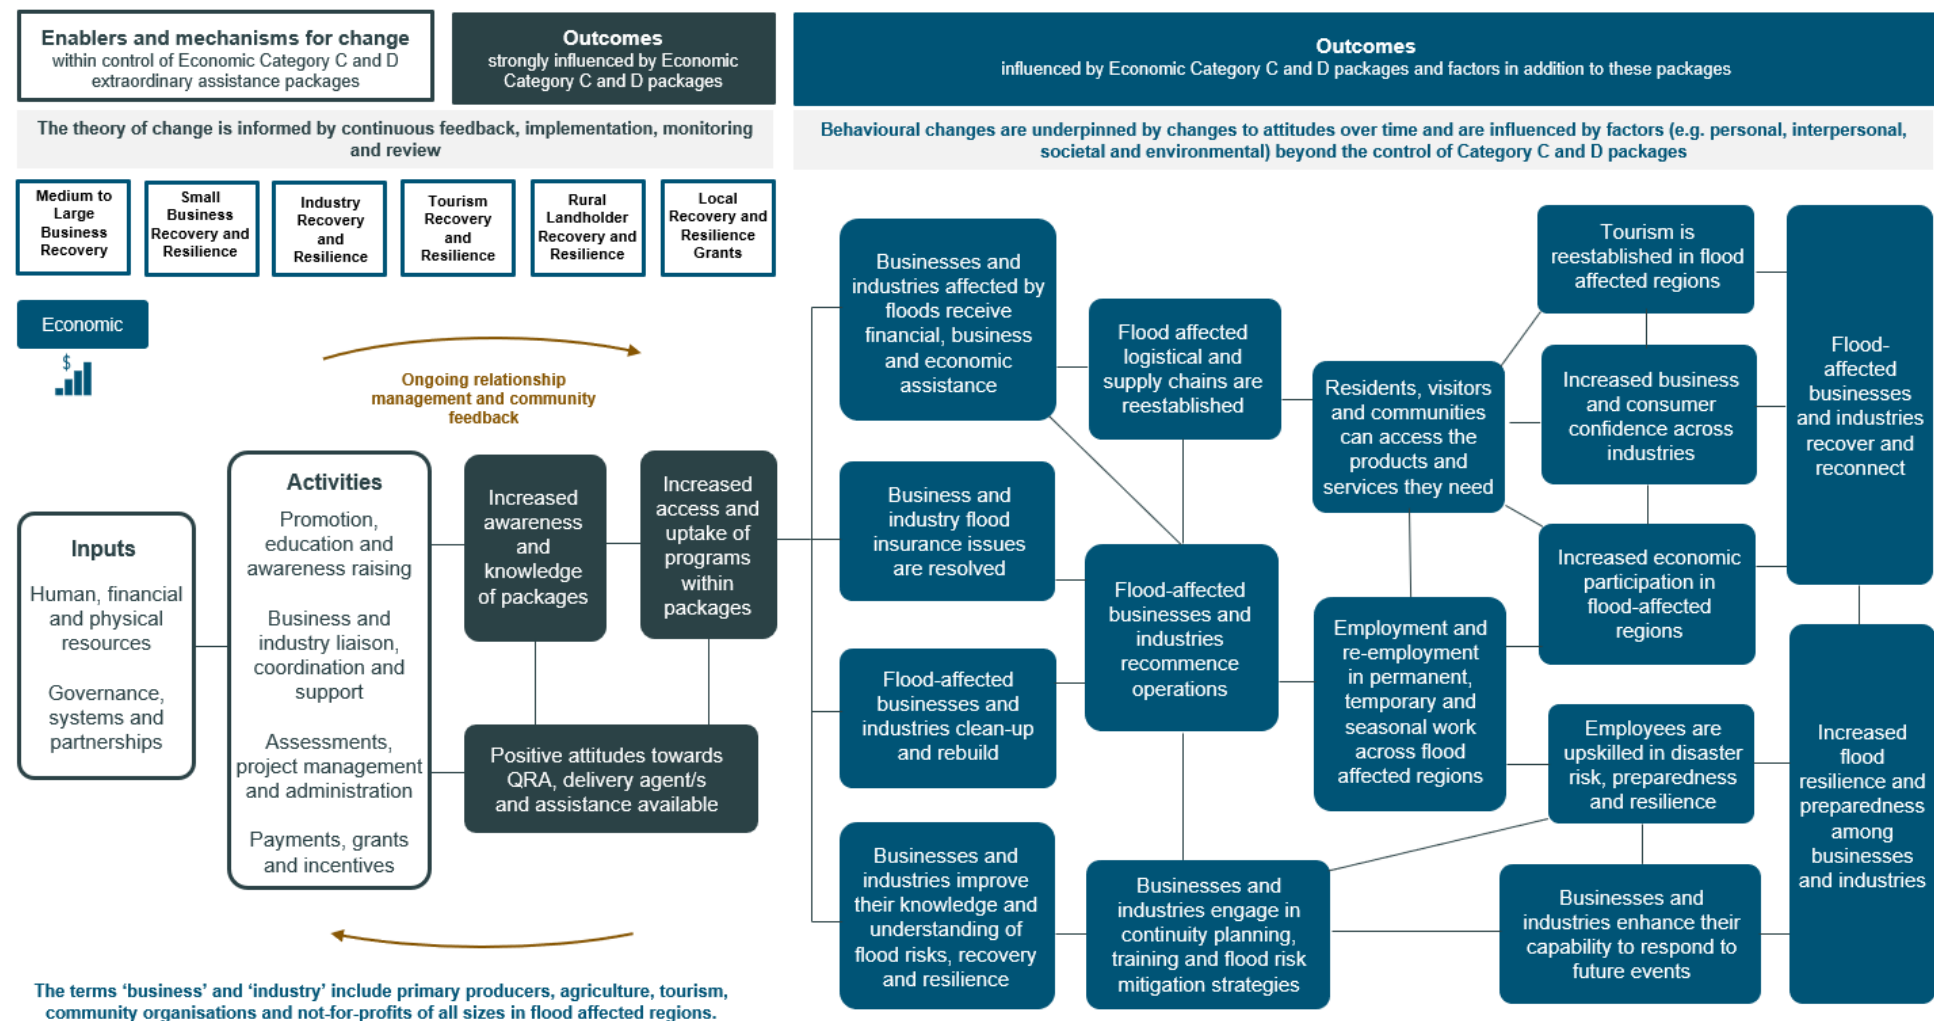 Enablers and mechanisms for change
within control of Economic Category C and D
extraordinary assistance packages
Outcomes
strongly influenced by Economic
Category C and D packages
Outcomes
influenced by Economic Category C and D packages and factors in addition to these packages
The theory of change is informed by continuous feedback, implementation, monitoring
and review
Behavioural changes are underpinned by changes to attitudes over time and are influenced by factors (e.g. personal, interpersonal,
societal and environmental) beyond the control of Category C and D packages
Medium to
Large
Business
Recovery
Small
Business
Recovery and
Resilience
Industry
Recovery
and
Resilience
Tourism
Recovery
and
Resilience
Rural
Landholder
Recovery and
Resilience
Local
Recovery and
Resilience
Grants
Economic
$
Ongoing relationship
management and community
feedback
Inputs
Human, financial
and physical
resources
Governance,
systems and
partnerships
Activities
Promotion,
education and
awareness raising
Business and
industry liaison,
coordination and
support
Assessments,
project management
and administration
Payments, grants
and incentives
Increased
awareness
and
knowledge
of packages
Increased
access and
uptake of
programs
within
packages
Positive attitudes towards
QRA, delivery agent/s
and assistance available
Businesses and
industries affected by
floods receive
financial, business
and economic
assistance
Business and
industry flood
insurance issues
are resolved
Flood-affected
businesses and
industries clean-up
and rebuild
Businesses and
industries improve
their knowledge and
understanding of
flood risks, recovery
and resilience
Flood affected
logistical and
supply chains are
reestablished
Flood-affected
businesses and
industries
recommence
operations
Businesses and
industries engage in
continuity planning,
training and flood risk
mitigation strategies
Residents, visitors
and communities
can access the
products and
services they need
Employment and
re-employment
in permanent,
temporary and
seasonal work
across flood
affected regions
Tourism is
reestablished in flood
affected regions
Increased business
and consumer
confidence across
industries
Increased economic
participation in
flood-affected
regions
Employees are
upskilled in disaster
risk, preparedness
and resilience
Businesses and
industries enhance their
capability to respond to
future events
Flood-
affected
businesses
and industries
recover and
reconnect
Increased
flood
resilience and
preparedness
among
businesses
and industries
The terms ‘business’ and ‘industry’ include primary producers, agriculture, tourism,
community organisations and not-for-profits of all sizes in flood affected regions.